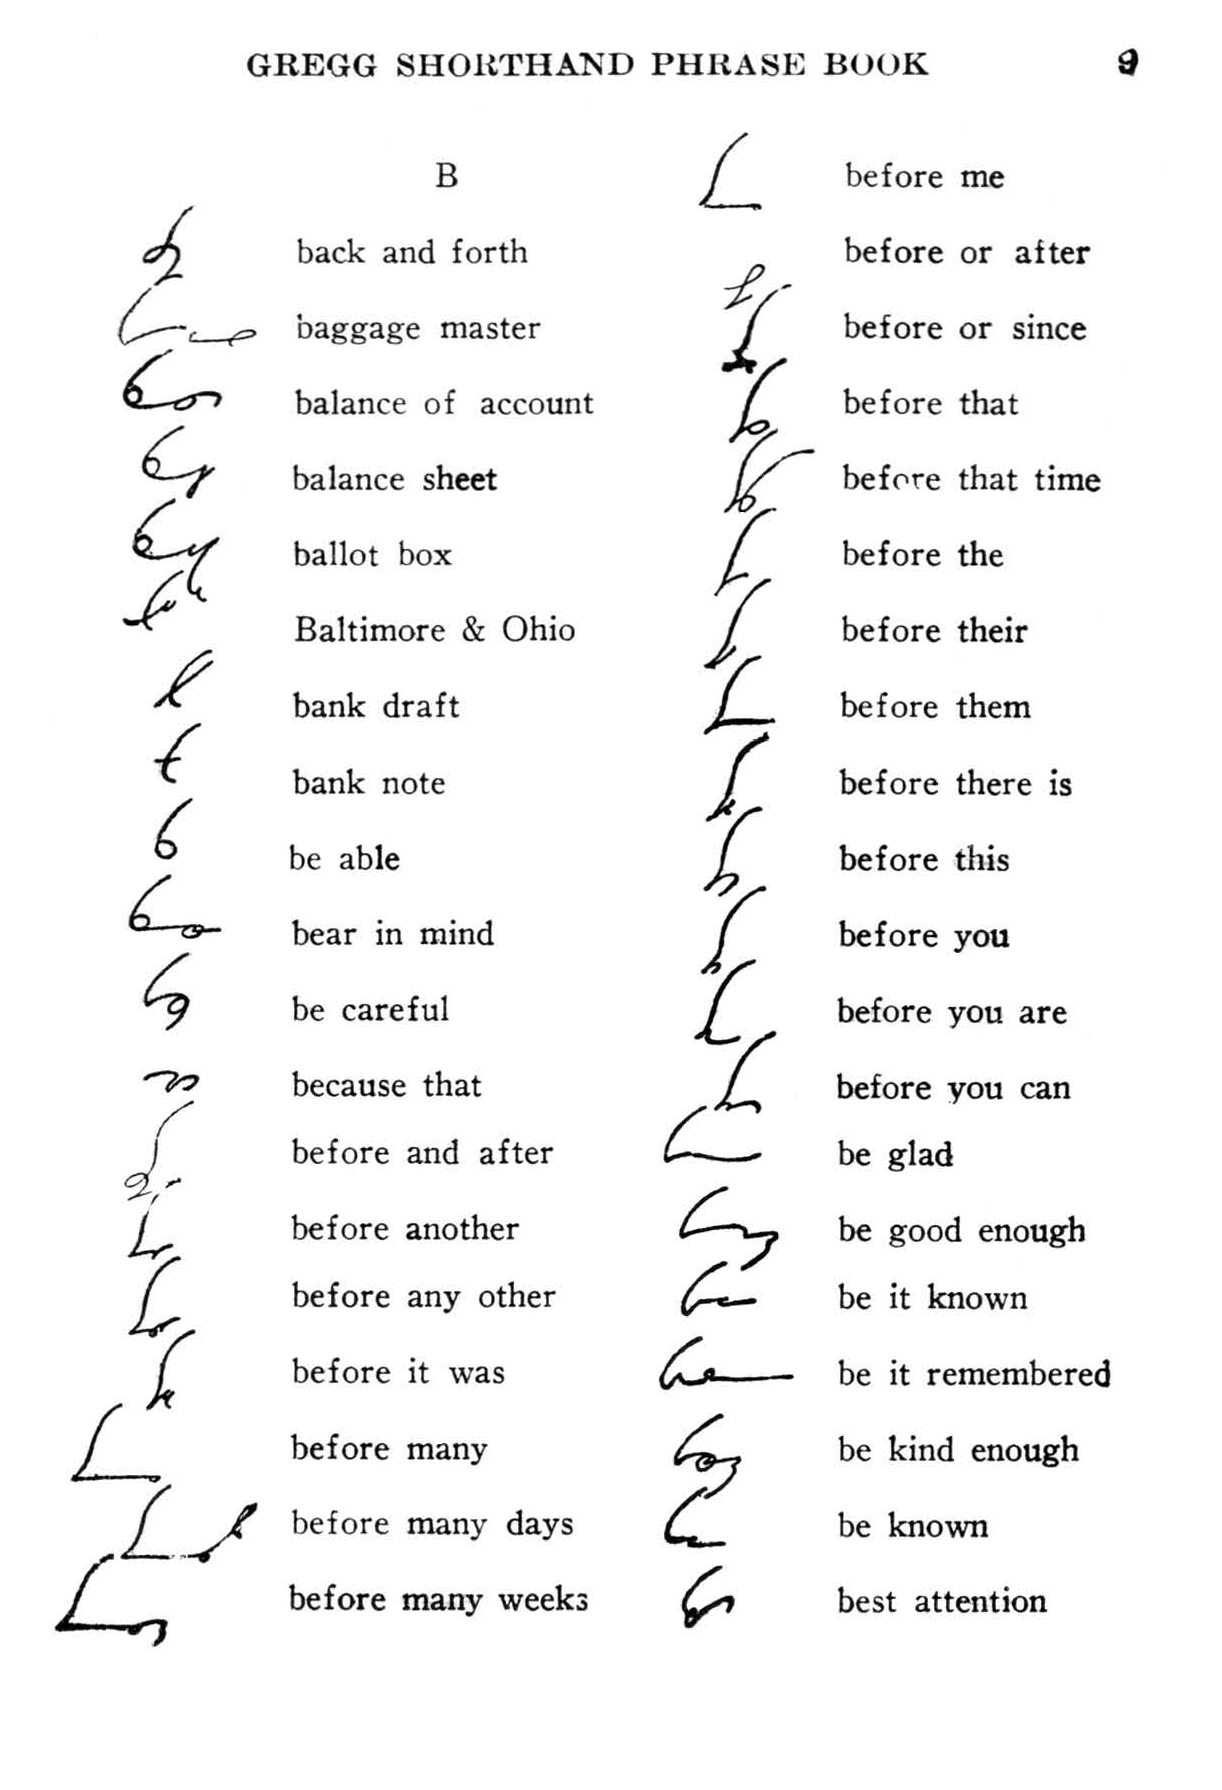 GREGG SHORTHAND PHRASE BOOK 9
B
back and forth
baggage master
balance of account
balance sheet
ballot box
Baltimore & Ohio
bank draft
bank note
be able
bear in mind
be careful
because that
before and after
before another
before any other
before it was
before many
before many days
before many weeks
before me
before or after
before or since
before that
before that time
before the
before their
before them
before there is
before this
before you
before you are
before you can
be glad
be good enough
be it known
be it remembered
be kind enough
be known
best attention